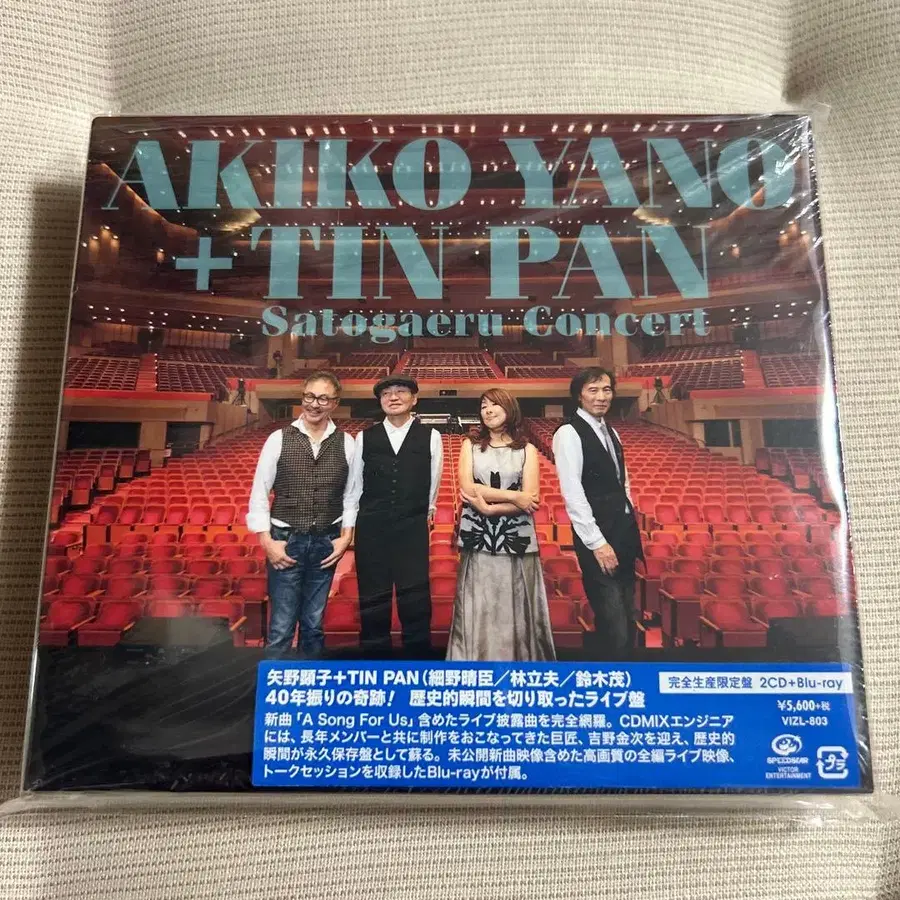 AKIKO YANO
+TIN PAN
Satogaeru Concert
矢野顕子+TIN PAN(細野晴臣/林立夫/鈴木茂)
40年振りの奇跡! 歴史的瞬間を切り取ったライブ盤
新曲「A Song For Us」含めたライブ披露曲を完全網羅。CDMIXエンジニア
には、長年メンバーと共に制作をおこなってきた巨匠、吉野金次を迎え、歴史的
瞬間が永久保存盤として蘇る。未公開新曲映像含めた高画質の全編ライブ映像、
トークセッションを収録したBlu-rayが付属。
完全生産限定盤 2CD+Blu-ray
¥5,600+税
VIZL-803
SPEEDSTAR
VICTOR
ENTERTAINMENT
プラ